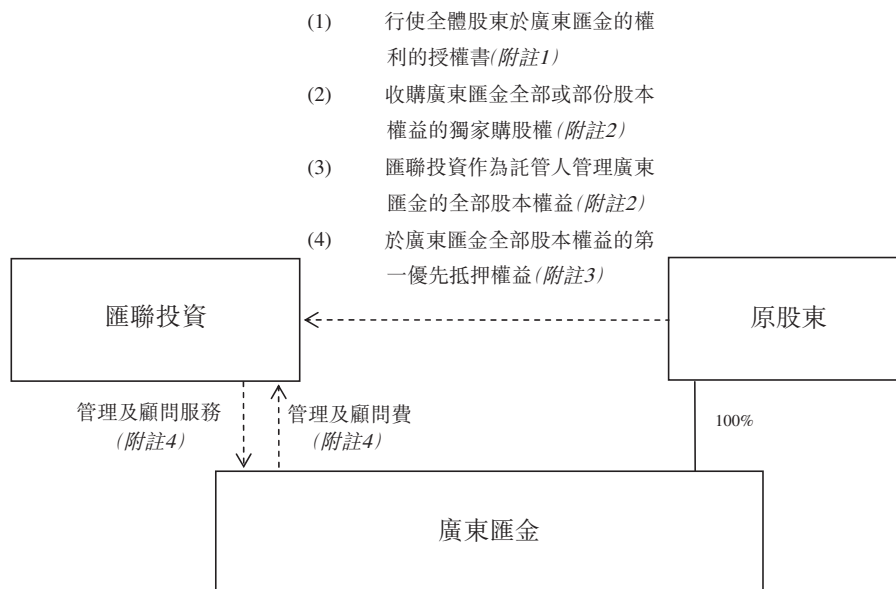 (1) 行使全體股東於廣東匯金的權
利的授權書(附註1)
(2) 收購廣東匯金全部或部份股本
權益的獨家購股權(附註2)
(3) 匯聯投資作為託管人管理廣東
匯金的全部股本權益(附註2)
(4) 於廣東匯金全部股本權益的第
一優先抵押權益(附註3)
匯聯投資
原股東
管理及顧問服務
(附註4)
管理及顧問費
(附註4)
100%
廣東匯金